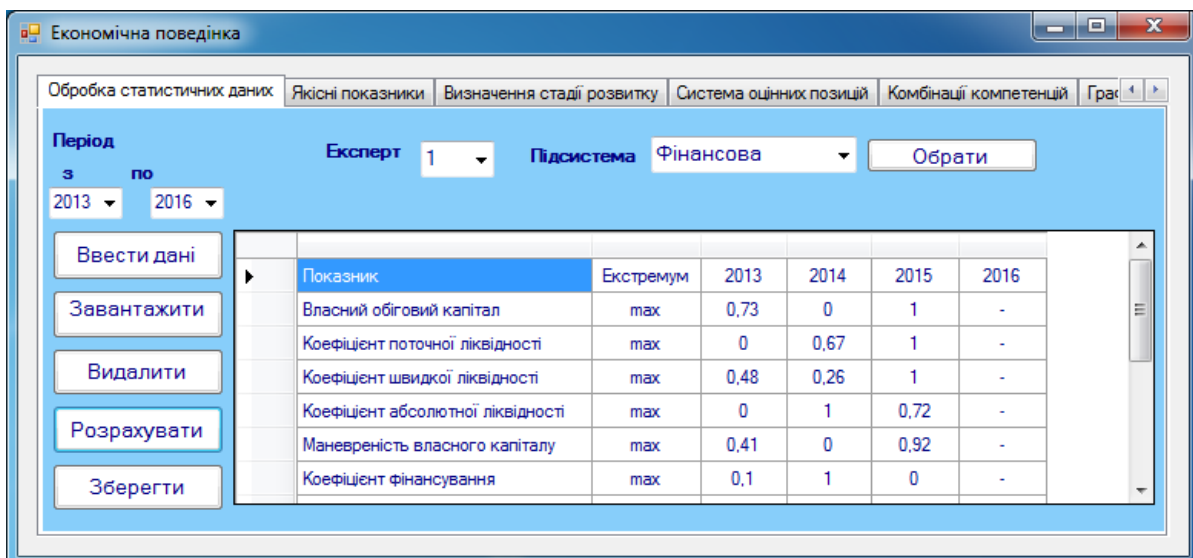 Економічна поведінка
Обробка статистичних даних Якісні показники Визначення стадії розвитку Система оцінних позицій Комбінації компетенцій
Період
з по
2013 2016
Експерт 1 Підсистема Фінансова Обрати
Ввести дані
Завантажити
Видалити
Розрахувати
Зберегти
Показник Екстремум 2013 2014 2015 2016
Власний обіговий капітал max 0,73 0 1 -
Коефіцієнт поточної ліквідності max 0 0,67 1 -
Коефіцієнт швидкої ліквідності max 0,48 0,26 1 -
Коефіцієнт абсолютної ліквідності max 0 1 0,72 -
Маневреність власного капіталу max 0,41 0 0,92 -
Коефіцієнт фінансування max 0,1 1 0 -